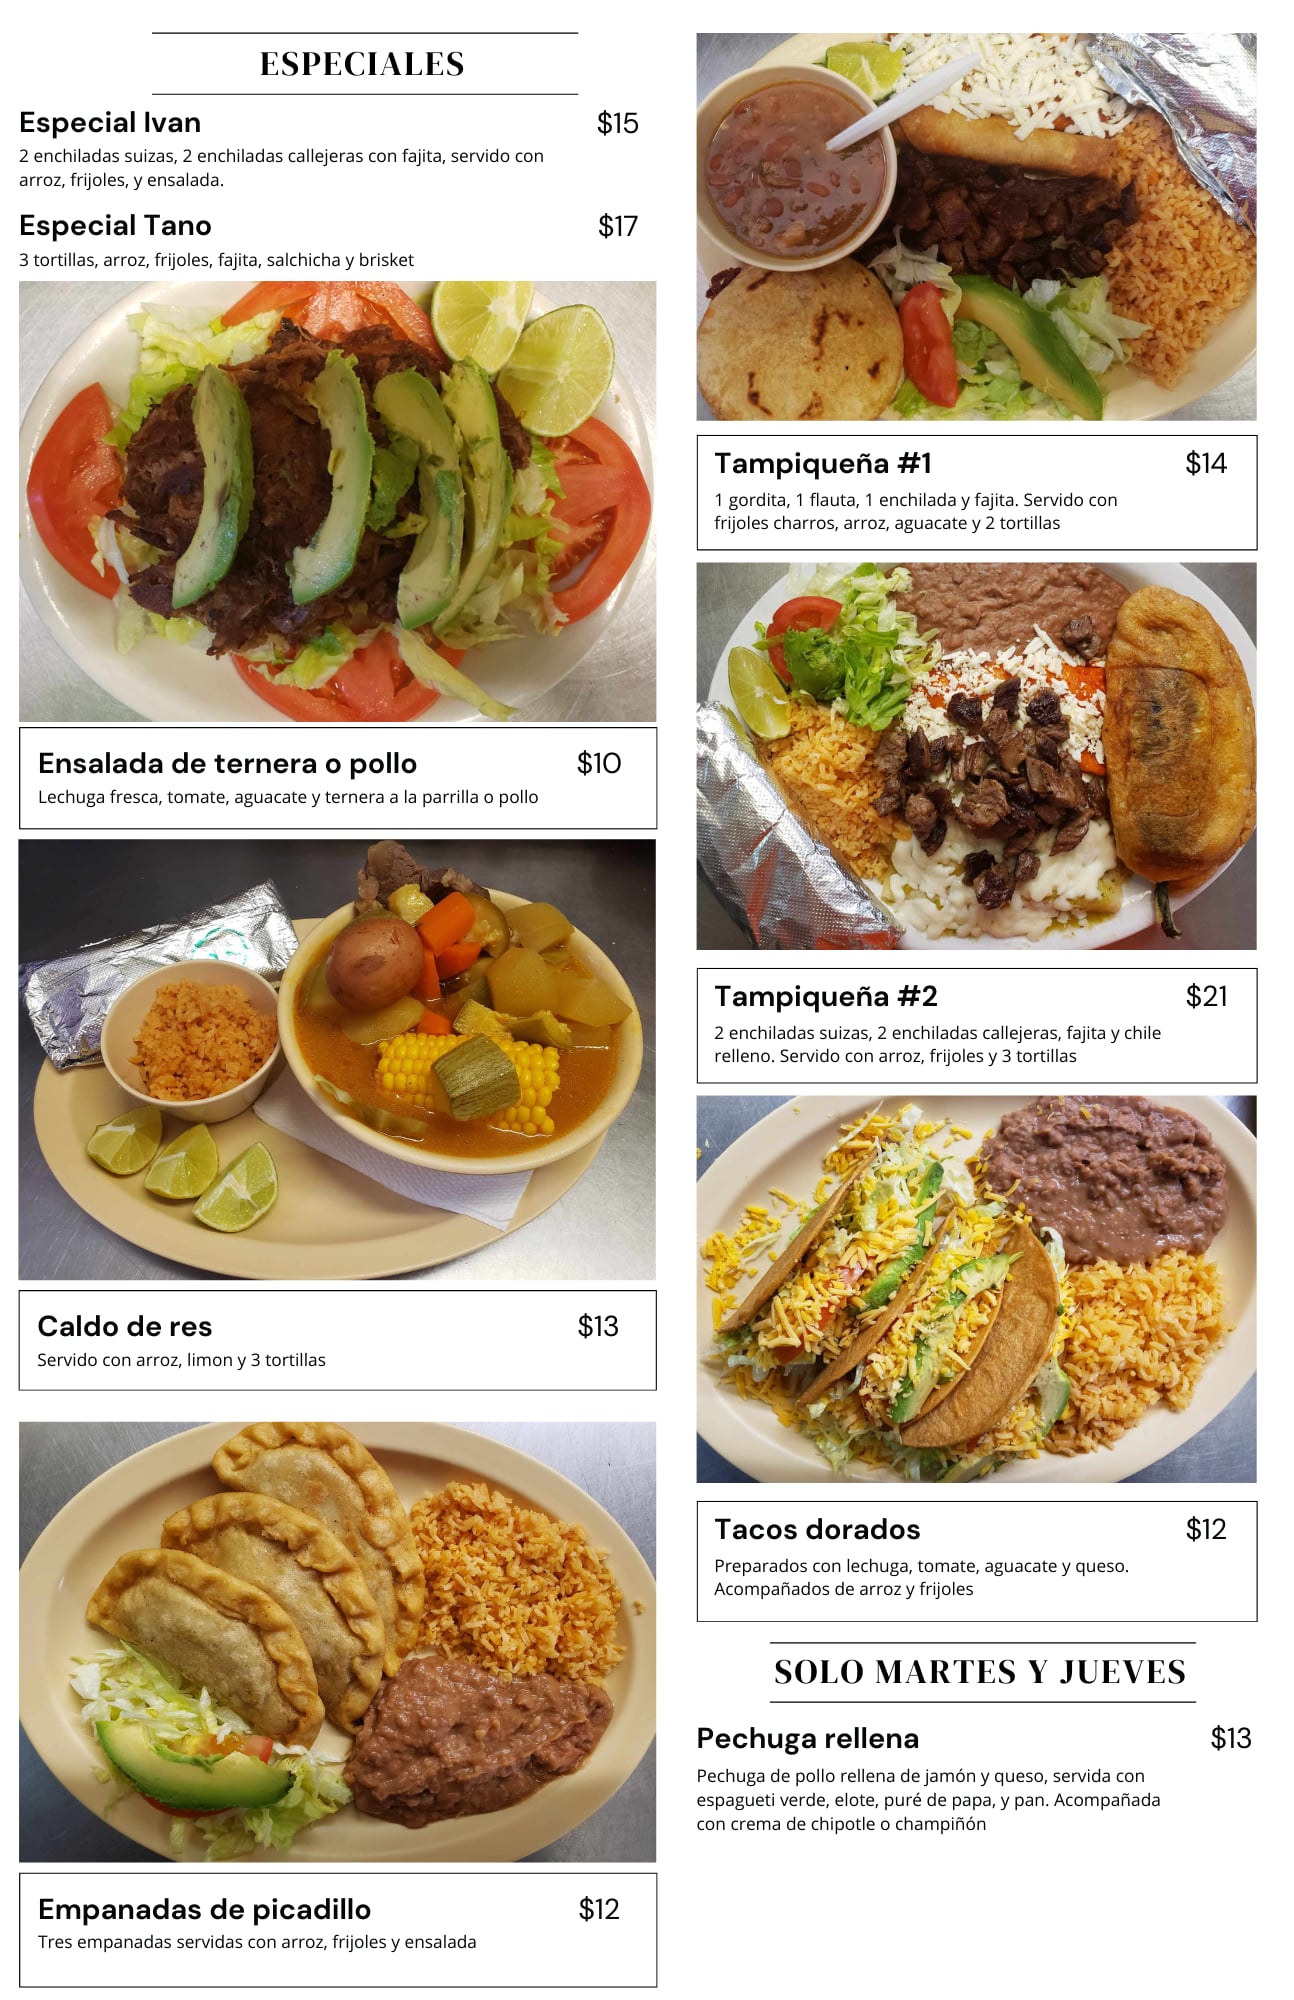 ESPECIALES
Especial Ivan $15
2 enchiladas suizas, 2 enchiladas callejeras con fajita, servido con
arroz, frijoles, y ensalada.
Especial Tano $17
3 tortillas, arroz, frijoles, fajita, salchicha y brisket
Ensalada de ternera o pollo $10
Lechuga fresca, tomate, aguacate y ternera a la parrilla o pollo
Caldo de res $13
Servido con arroz, limon y 3 tortillas
Empanadas de picadillo $12
Tres empanadas servidas con arroz, frijoles y ensalada
Tampiqueña #1 $14
1 gordita, 1 flauta, 1 enchilada y fajita. Servido con
frijoles charros, arroz, aguacate y 2 tortillas
Tampiqueña #2 $21
2 enchiladas suizas, 2 enchiladas callejeras, fajita y chile
relleno. Servido con arroz, frijoles y 3 tortillas
Tacos dorados $12
Preparados con lechuga, tomate, aguacate y queso.
Acompañados de arroz y frijoles
SOLO MARTES Y JUEVES
Pechuga rellena $13
Pechuga de pollo rellena de jamón y queso, servida con
espagueti verde, elote, puré de papa, y pan. Acompañada
con crema de chipotle o champiñón